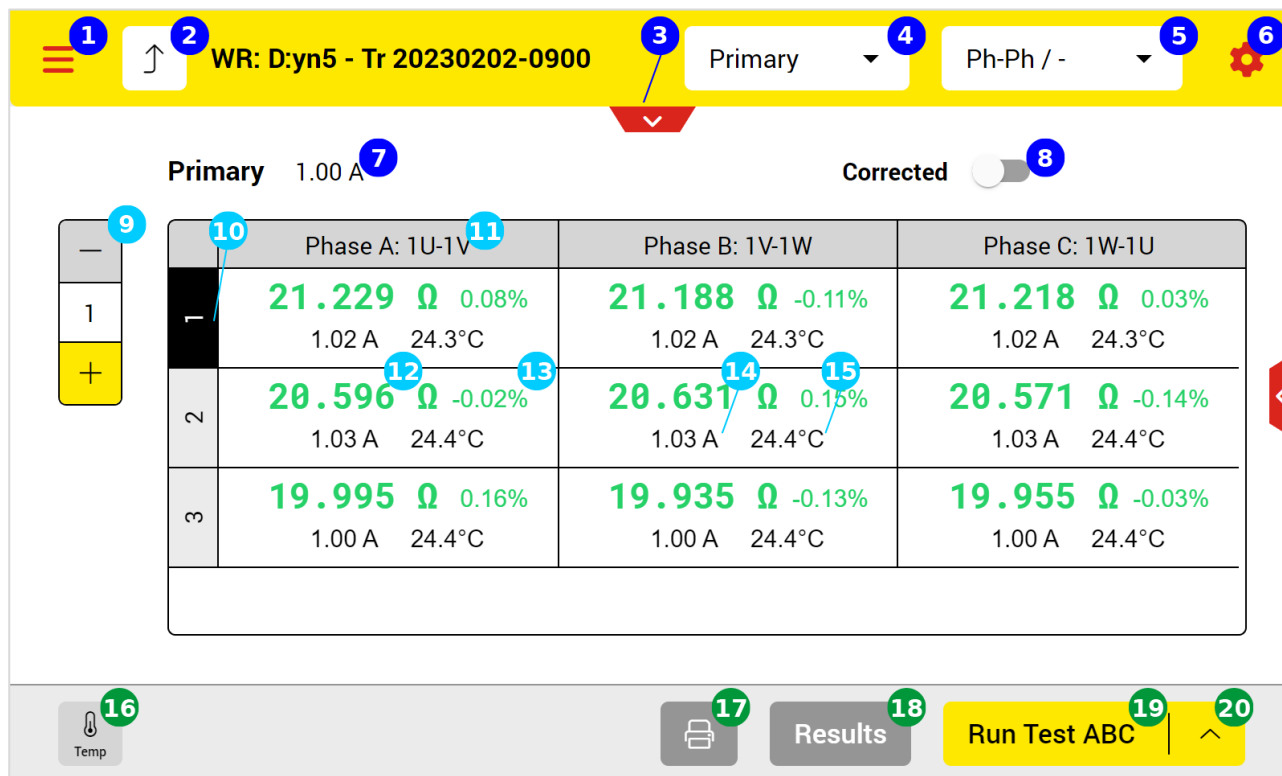 1 2 WR: D:yn5 - Tr 20230202-0900 3 Primary 4 Ph-Ph / - 5 6
Primary 1.00 A 7 Corrected 8
9 10 Phase A: 1U-1V 11 Phase B: 1V-1W Phase C: 1W-1U
—
1 1 21.229 Ω 0.08% 21.188 Ω -0.11% 21.218 Ω 0.03%
1.02 A 24.3°C 1.02 A 24.3°C 1.02 A 24.3°C
+ 12 13 14 15
2 20.596 Ω -0.02% 20.631 Ω 0.15% 20.571 Ω -0.14%
1.03 A 24.4°C 1.03 A 24.4°C 1.03 A 24.4°C
3 19.995 Ω 0.16% 19.935 Ω -0.13% 19.955 Ω -0.03%
1.00 A 24.4°C 1.00 A 24.4°C 1.00 A 24.4°C
16 17 18 19 20
Temp Results Run Test ABC